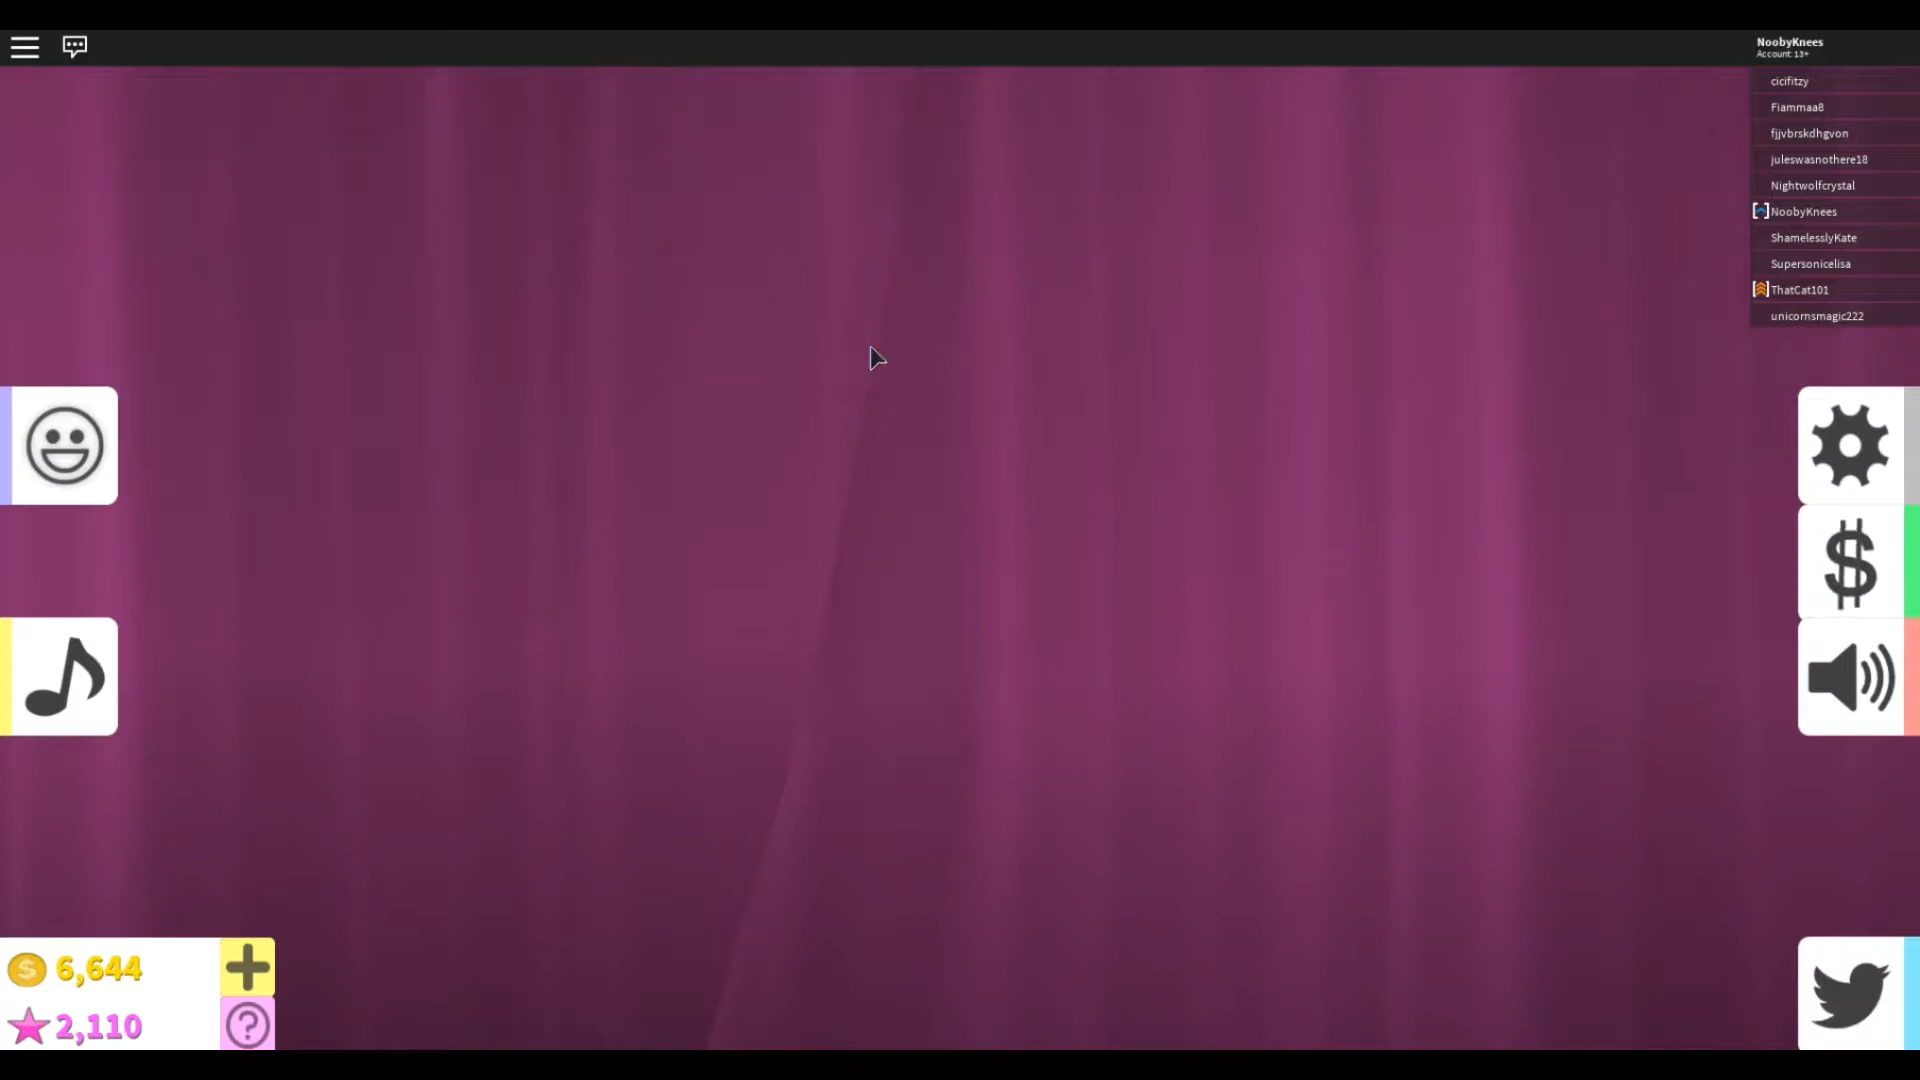 NoobyKnees
Account: 13+
cicifitzy
Fiammaa8
fjjvbrskdhgvon
juleswasnothere18
Nightwolfcrystal
NoobyKnees
ShamelesslyKate
Supersonicelisa
ThatCat101
unicornsmagic222
6,644
2,110